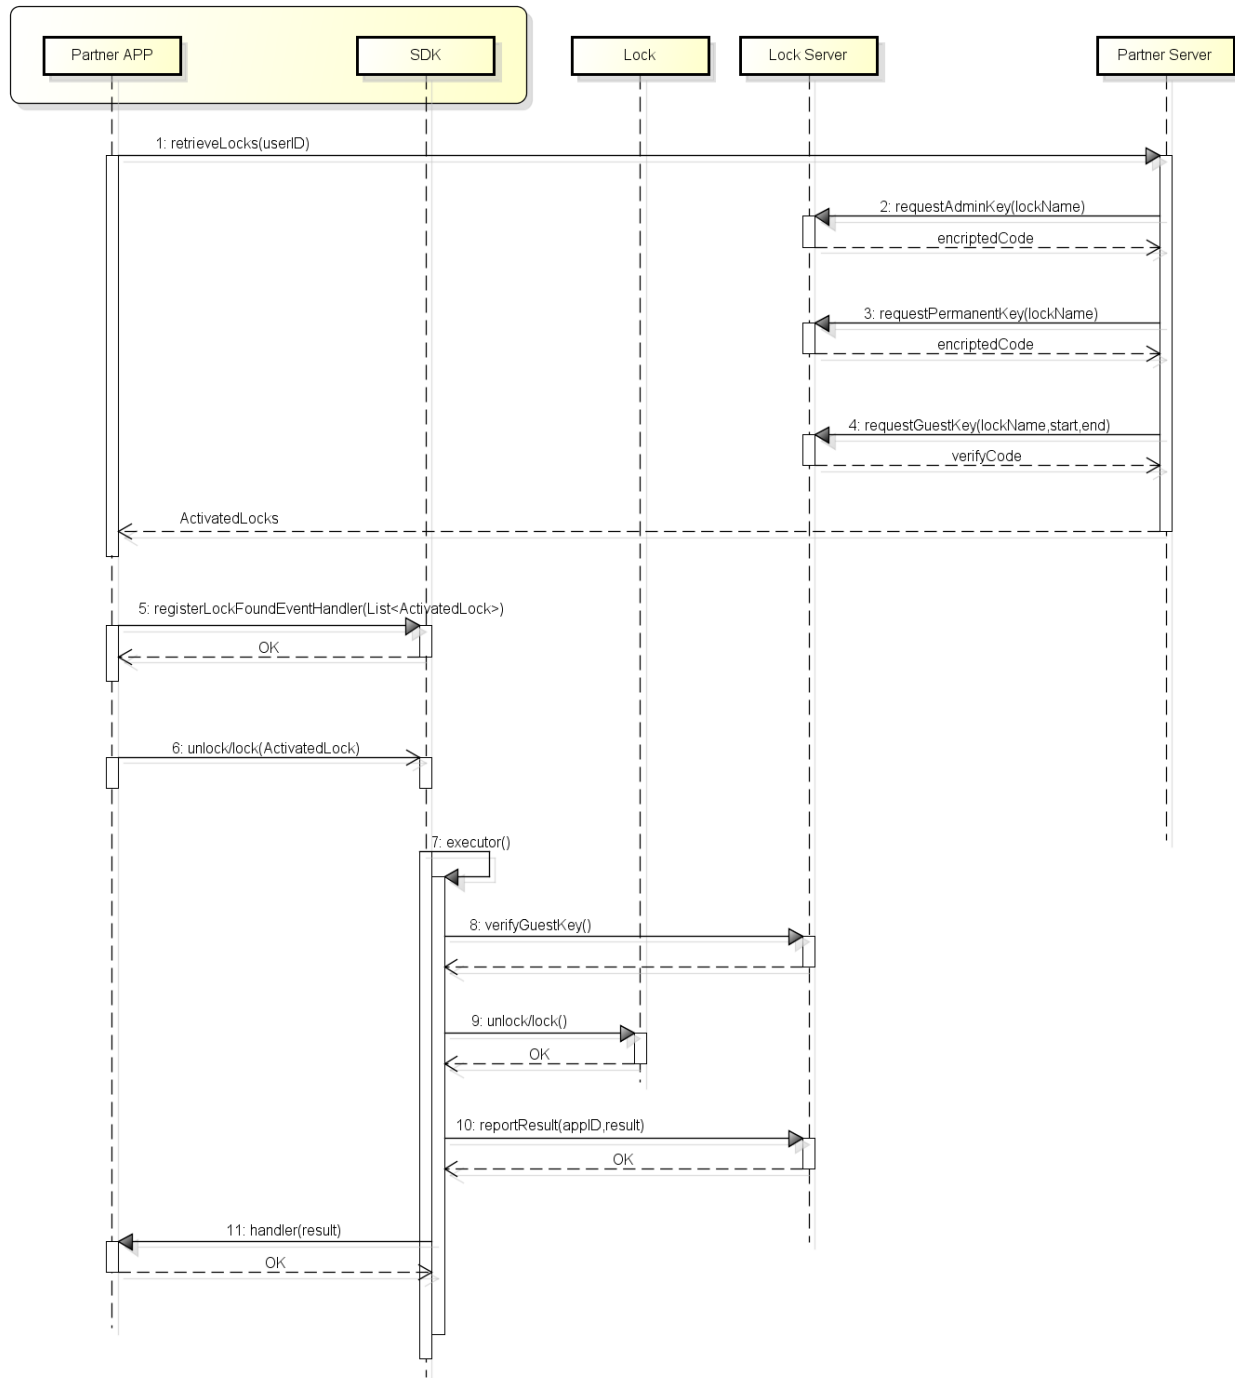 Partner APP
SDK
Lock
Lock Server
Partner Server
1: retrieveLocks(userID)
2: requestAdminKey(lockName)
encriptedCode
3: requestPermanentKey(lockName)
encriptedCode
4: requestGuestKey(lockName,start,end)
verifyCode
ActivatedLocks
5: registerLockFoundEventHandler(List<ActivatedLock>)
OK
6: unlock/lock(ActivatedLock)
7: executor()
8: verifyGuestKey()
9: unlock/lock()
OK
10: reportResult(appID,result)
OK
11: handler(result)
OK